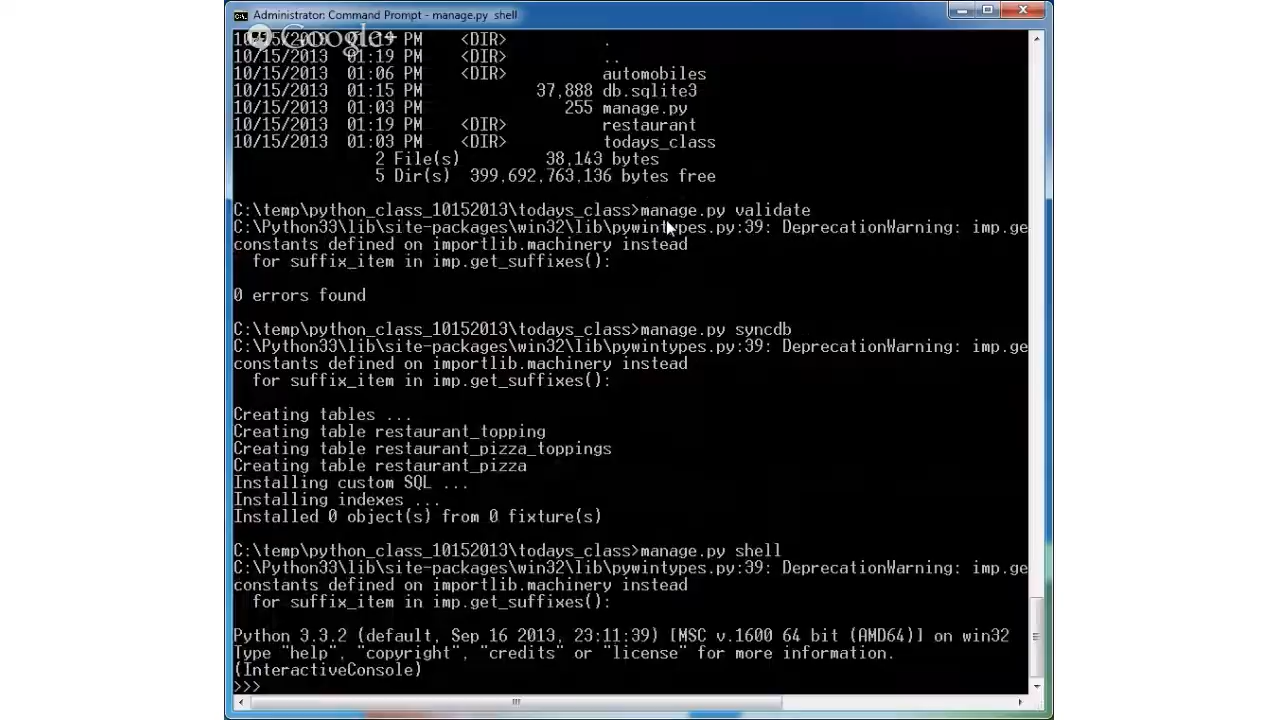 Administrator: Command Prompt - manage.py  shell
Google+
10/15/2013  01:19 PM    <DIR>          .
10/15/2013  01:19 PM    <DIR>          ..
10/15/2013  01:06 PM    <DIR>          automobiles
10/15/2013  01:15 PM            37,888 db.sqlite3
10/15/2013  01:03 PM               255 manage.py
10/15/2013  01:19 PM    <DIR>          restaurant
10/15/2013  01:03 PM    <DIR>          todays_class
2 File(s)         38,143 bytes
5 Dir(s)  399,692,763,136 bytes free
C:\temp\python_class_10152013\todays_class>manage.py validate
C:\Python33\lib\site-packages\win32\lib\pywintypes.py:39: DeprecationWarning: imp.ge
constants defined on importlib.machinery instead
for suffix_item in imp.get_suffixes():
0 errors found
C:\temp\python_class_10152013\todays_class>manage.py syncdb
C:\Python33\lib\site-packages\win32\lib\pywintypes.py:39: DeprecationWarning: imp.ge
constants defined on importlib.machinery instead
for suffix_item in imp.get_suffixes():
Creating tables ...
Creating table restaurant_topping
Creating table restaurant_pizza_toppings
Creating table restaurant_pizza
Installing custom SQL ...
Installing indexes ...
Installed 0 object(s) from 0 fixture(s)
C:\temp\python_class_10152013\todays_class>manage.py shell
C:\Python33\lib\site-packages\win32\lib\pywintypes.py:39: DeprecationWarning: imp.ge
constants defined on importlib.machinery instead
for suffix_item in imp.get_suffixes():
Python 3.3.2 (default, Sep 16 2013, 23:11:39) [MSC v.1600 64 bit (AMD64)] on win32
Type "help", "copyright", "credits" or "license" for more information.
(InteractiveConsole)
>>>